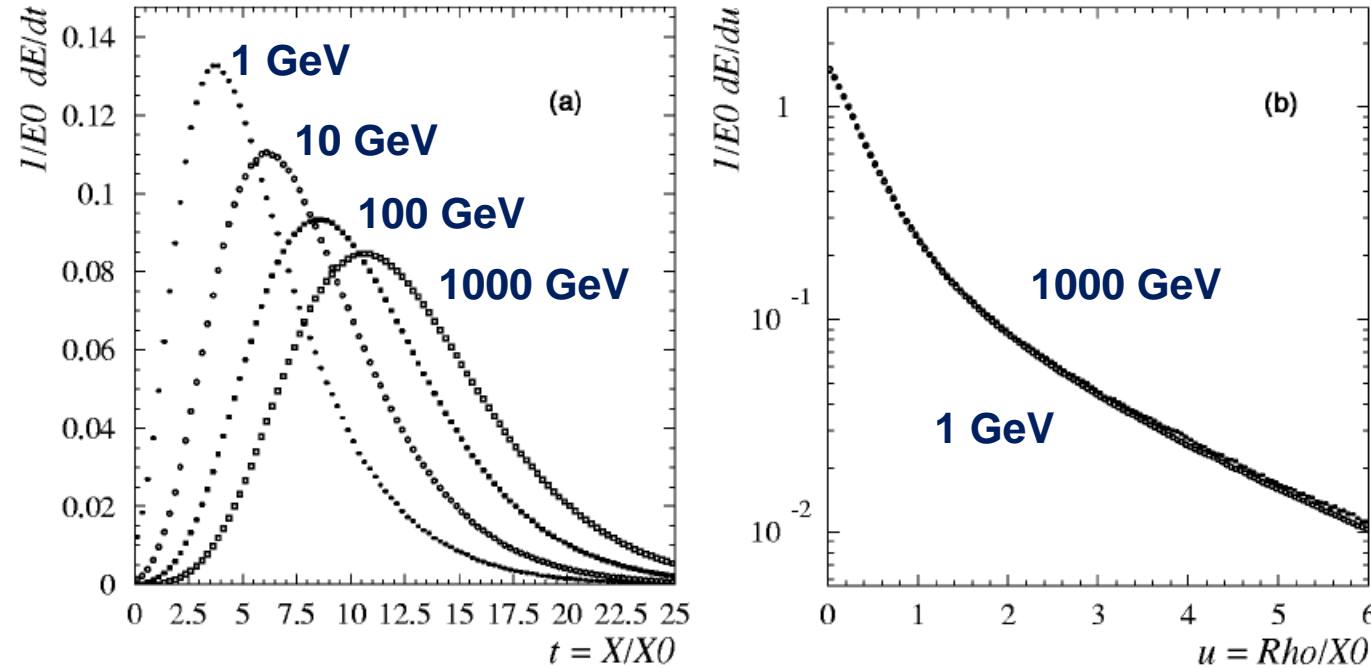 1/E0 dE/dt
0.14
0.12
0.1
0.08
0.06
0.04
0.02
0
1 GeV
10 GeV
100 GeV
1000 GeV
(a)
0 2.5 5 7.5 10 12.5 15 17.5 20 22.5 25
t = X/X0
1/E0 dE/du
1
10 -1
10 -2
(b)
1000 GeV
1 GeV
0 1 2 3 4 5 6
u = Rho/X0